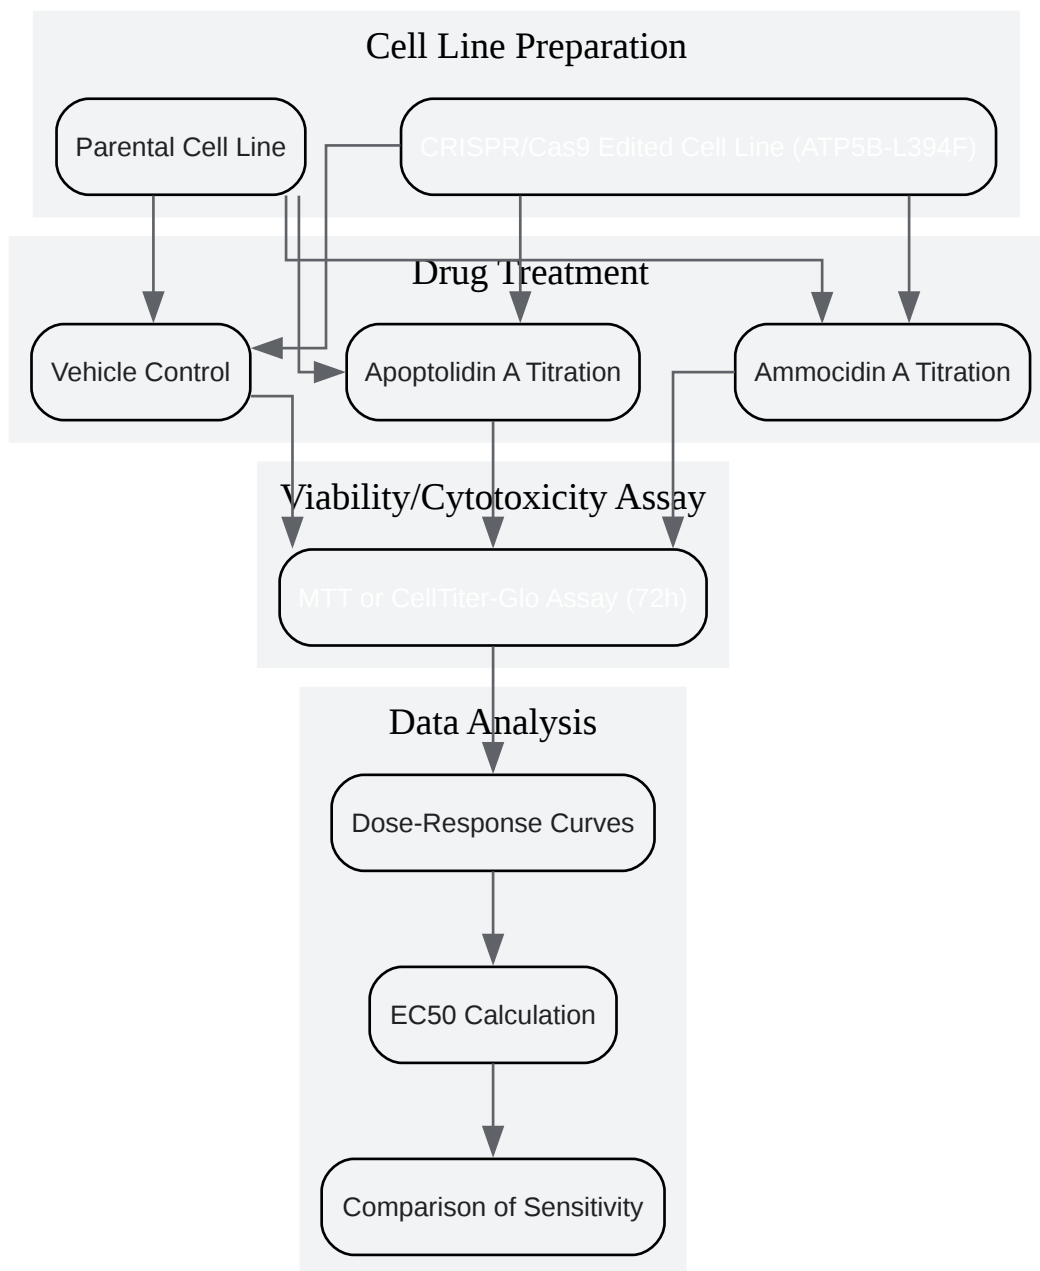 Cell Line Preparation
Parental Cell Line
CRISPR/Cas9 Edited Cell Line (ATP5B-L394F)
Drug Treatment
Vehicle Control
Apoptolidin A Titration
Ammocidin A Titration
Viability/Cytotoxicity Assay
MTT or CellTiter-Glo Assay (72h)
Data Analysis
Dose-Response Curves
EC50 Calculation
Comparison of Sensitivity